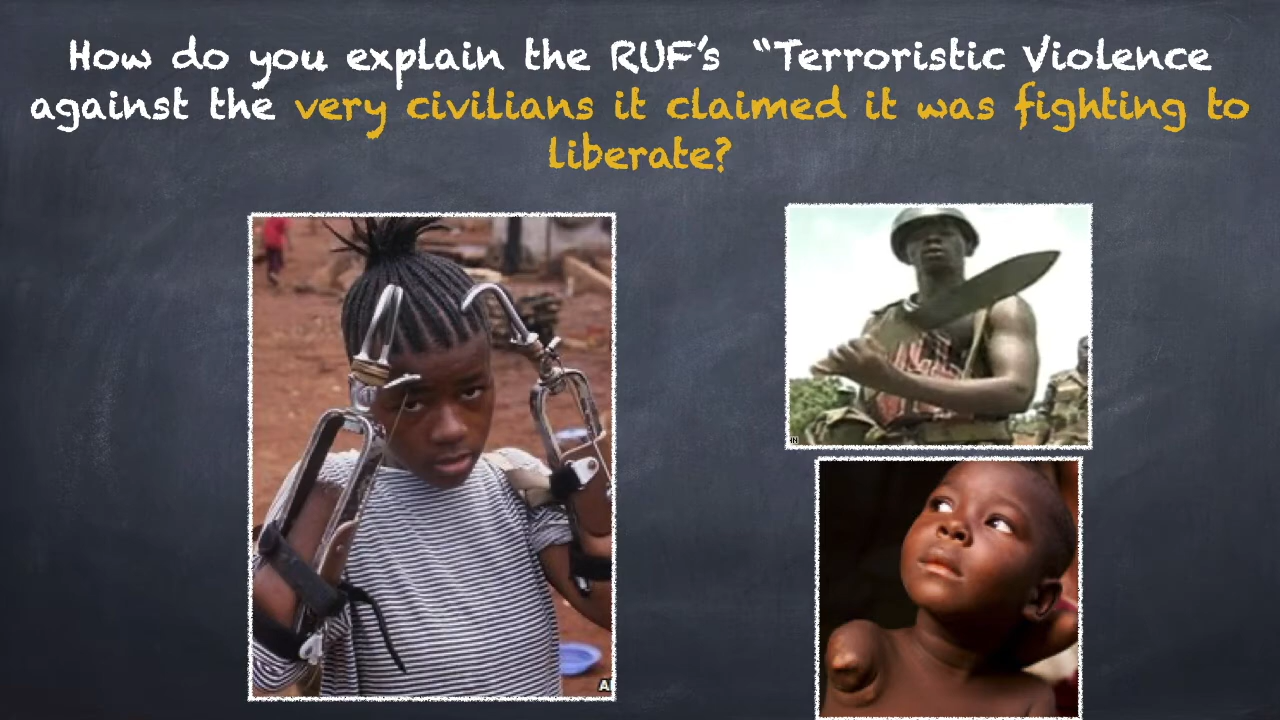 How do you explain the RUF's "Terroristic Violence
against the very civilians it claimed it was fighting to
liberate?